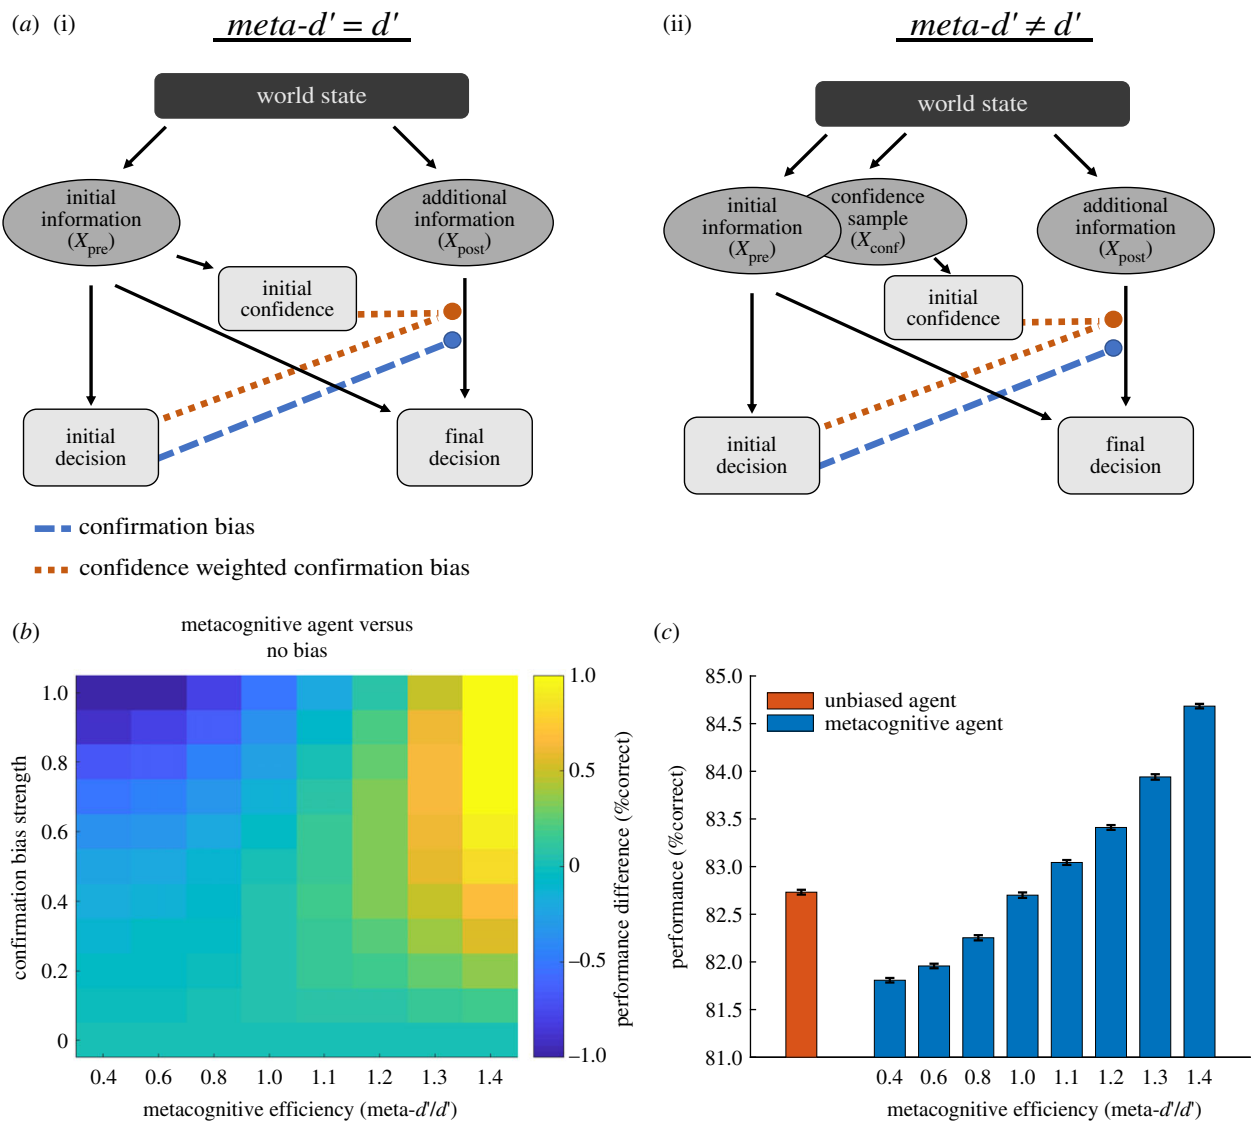 (a) (i) meta-d′ = d′
world state
initial
information
(Xpre)
additional
information
(Xpost)
initial
confidence
initial
decision
final
decision
confirmation bias
confidence weighted confirmation bias
(ii) meta-d′ ≠ d′
world state
initial
information
(Xpre)
confidence
sample
(Xconf)
additional
information
(Xpost)
initial
confidence
initial
decision
final
decision
(b) metacognitive agent versus
no bias
confirmation bias strength
1.0
0.8
0.6
0.4
0.2
0
0.4 0.6 0.8 1.0 1.1 1.2 1.3 1.4
metacognitive efficiency (meta-d′/d′)
1.0
0.5
0
–0.5
–1.0
performance difference (%correct)
(c)
unbiased agent
metacognitive agent
performance (%correct)
85.0
84.5
84.0
83.5
83.0
82.5
82.0
81.5
81.0
0.4 0.6 0.8 1.0 1.1 1.2 1.3 1.4
metacognitive efficiency (meta-d′/d′)